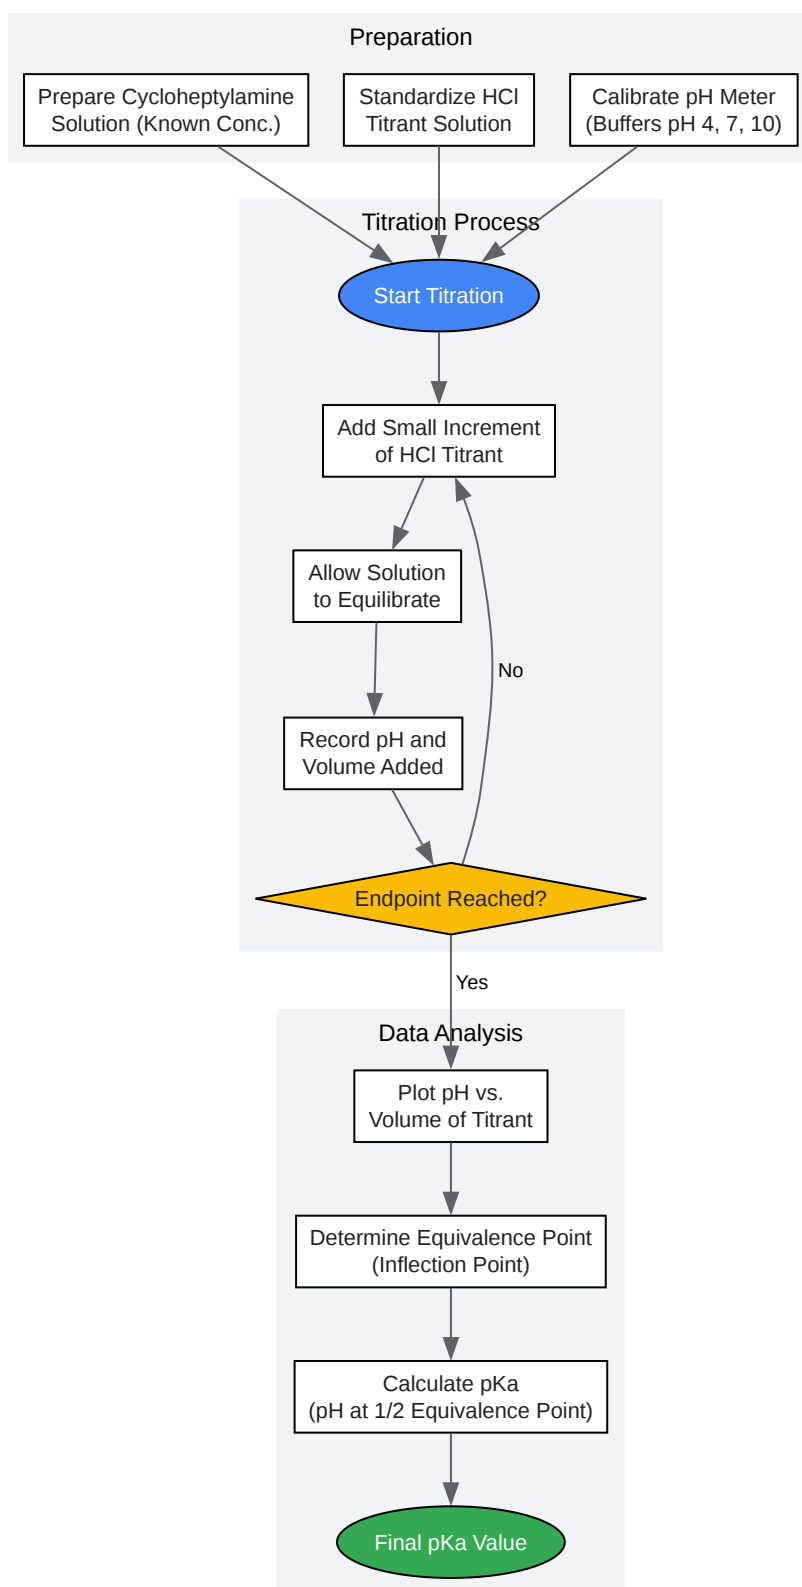 Preparation
Prepare Cycloheptylamine
Solution (Known Conc.)
Standardize HCl
Titrant Solution
Calibrate pH Meter
(Buffers pH 4, 7, 10)
Titration Process
Start Titration
Add Small Increment
of HCl Titrant
Allow Solution
to Equilibrate
No
Record pH and
Volume Added
Endpoint Reached?
Yes
Data Analysis
Plot pH vs.
Volume of Titrant
Determine Equivalence Point
(Inflection Point)
Calculate pKa
(pH at 1/2 Equivalence Point)
Final pKa Value